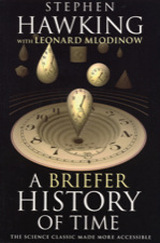 STEPHEN
HAWKING
WITH LEONARD MLODINOW
A BRIEFER
HISTORY
OF TIME
THE SCIENCE CLASSIC MADE MORE ACCESSIBLE